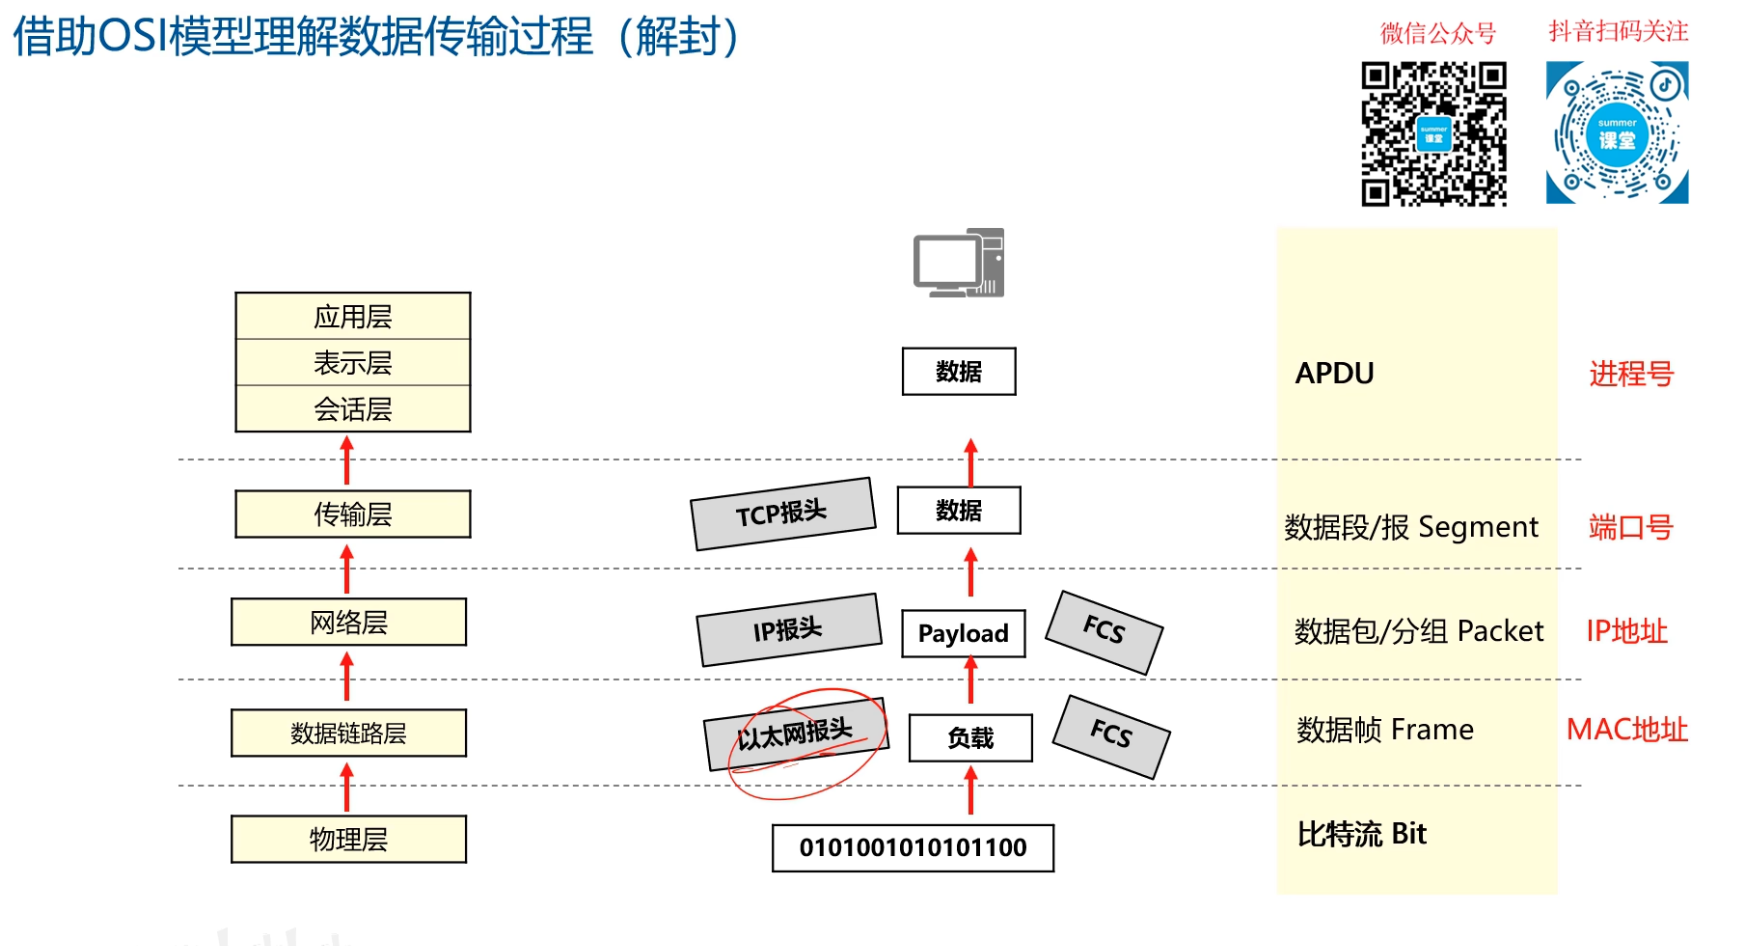 借助OSI模型理解数据传输过程（解封）
微信公众号
抖音扫码关注
summer
课堂
summer
课堂
应用层
表示层
会话层
数据
APDU
进程号
传输层
TCP报头
数据
数据段/报 Segment
端口号
网络层
IP报头
Payload
FCS
数据包/分组 Packet
IP地址
数据链路层
以太网报头
负载
FCS
数据帧 Frame
MAC地址
物理层
0101001010101100
比特流 Bit